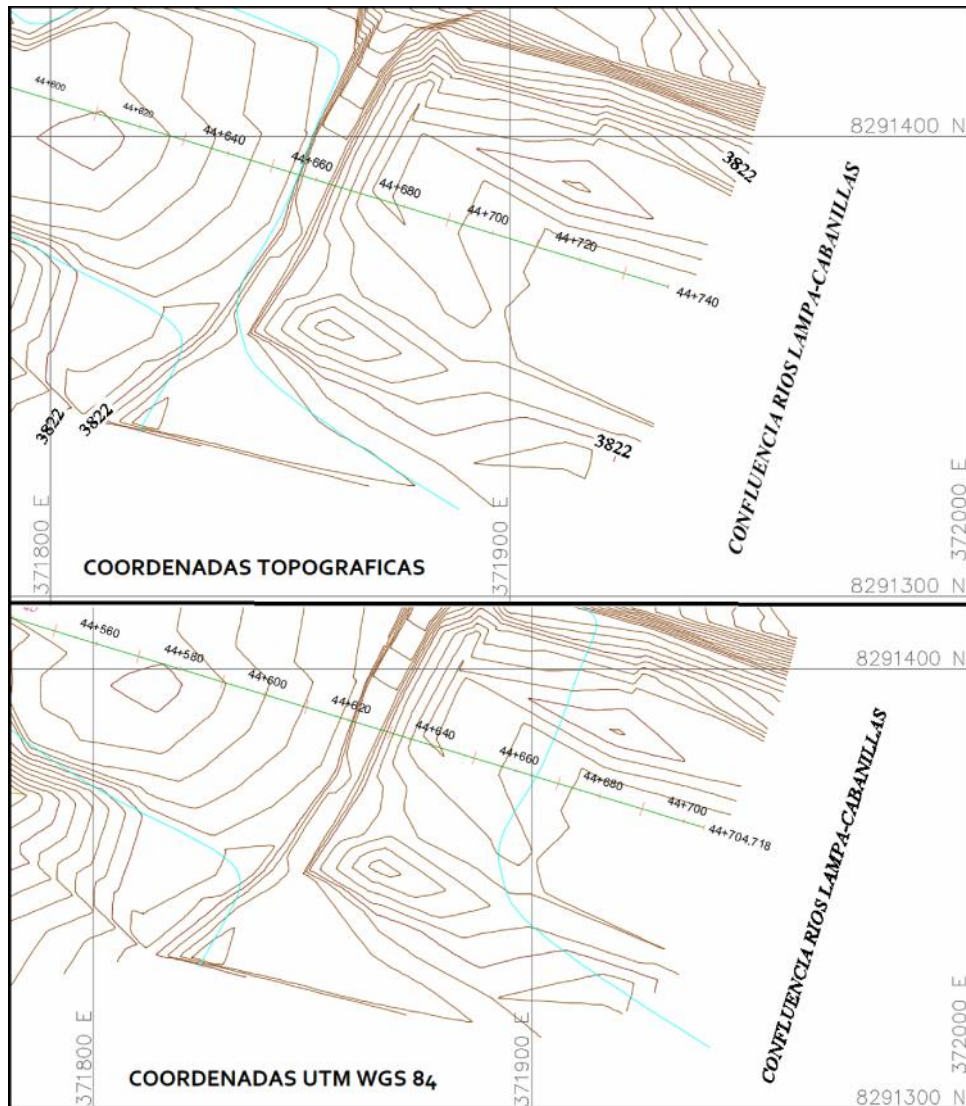 44+600
44+620
44+640
44+660
44+680
44+700
44+720
44+740
8291400 N
3822
CONFLUENCIA RIOS LAMPA-CABANILLAS
3822
3822
3822
371800 E
371900 E
372000 E
COORDENADAS TOPOGRAFICAS
8291300 N
44+560
44+580
44+600
44+620
44+640
44+660
44+680
44+700
44+704.718
8291400 N
CONFLUENCIA RIOS LAMPA-CABANILLAS
371800 E
371900 E
372000 E
COORDENADAS UTM WGS 84
8291300 N